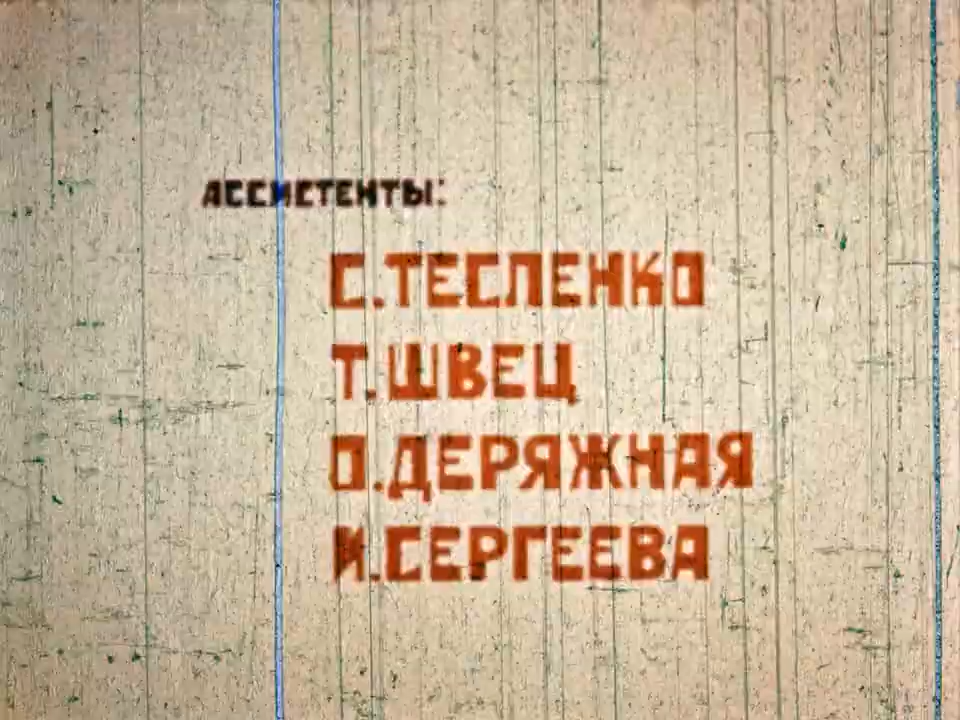 АССИСТЕНТЫ:
С.ТЕСЛЕНКО
Т.ШВЕЦ
О.ДЕРЯЖНАЯ
И.СЕРГЕЕВА